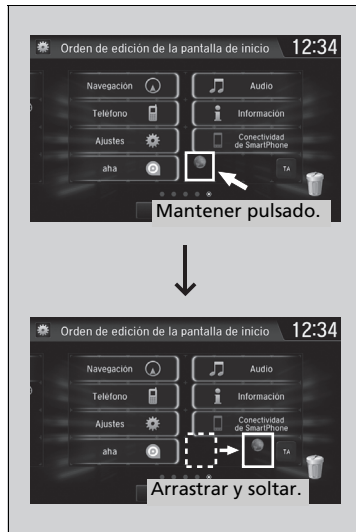 Orden de edición de la pantalla de inicio 12:34
Navegación Audio
Teléfono Información
Ajustes Conectividad
de SmartPhone
aha TA
Mantener pulsado.
Orden de edición de la pantalla de inicio 12:34
Navegación Audio
Teléfono Información
Ajustes Conectividad
de SmartPhone
aha TA
Arrastrar y soltar.